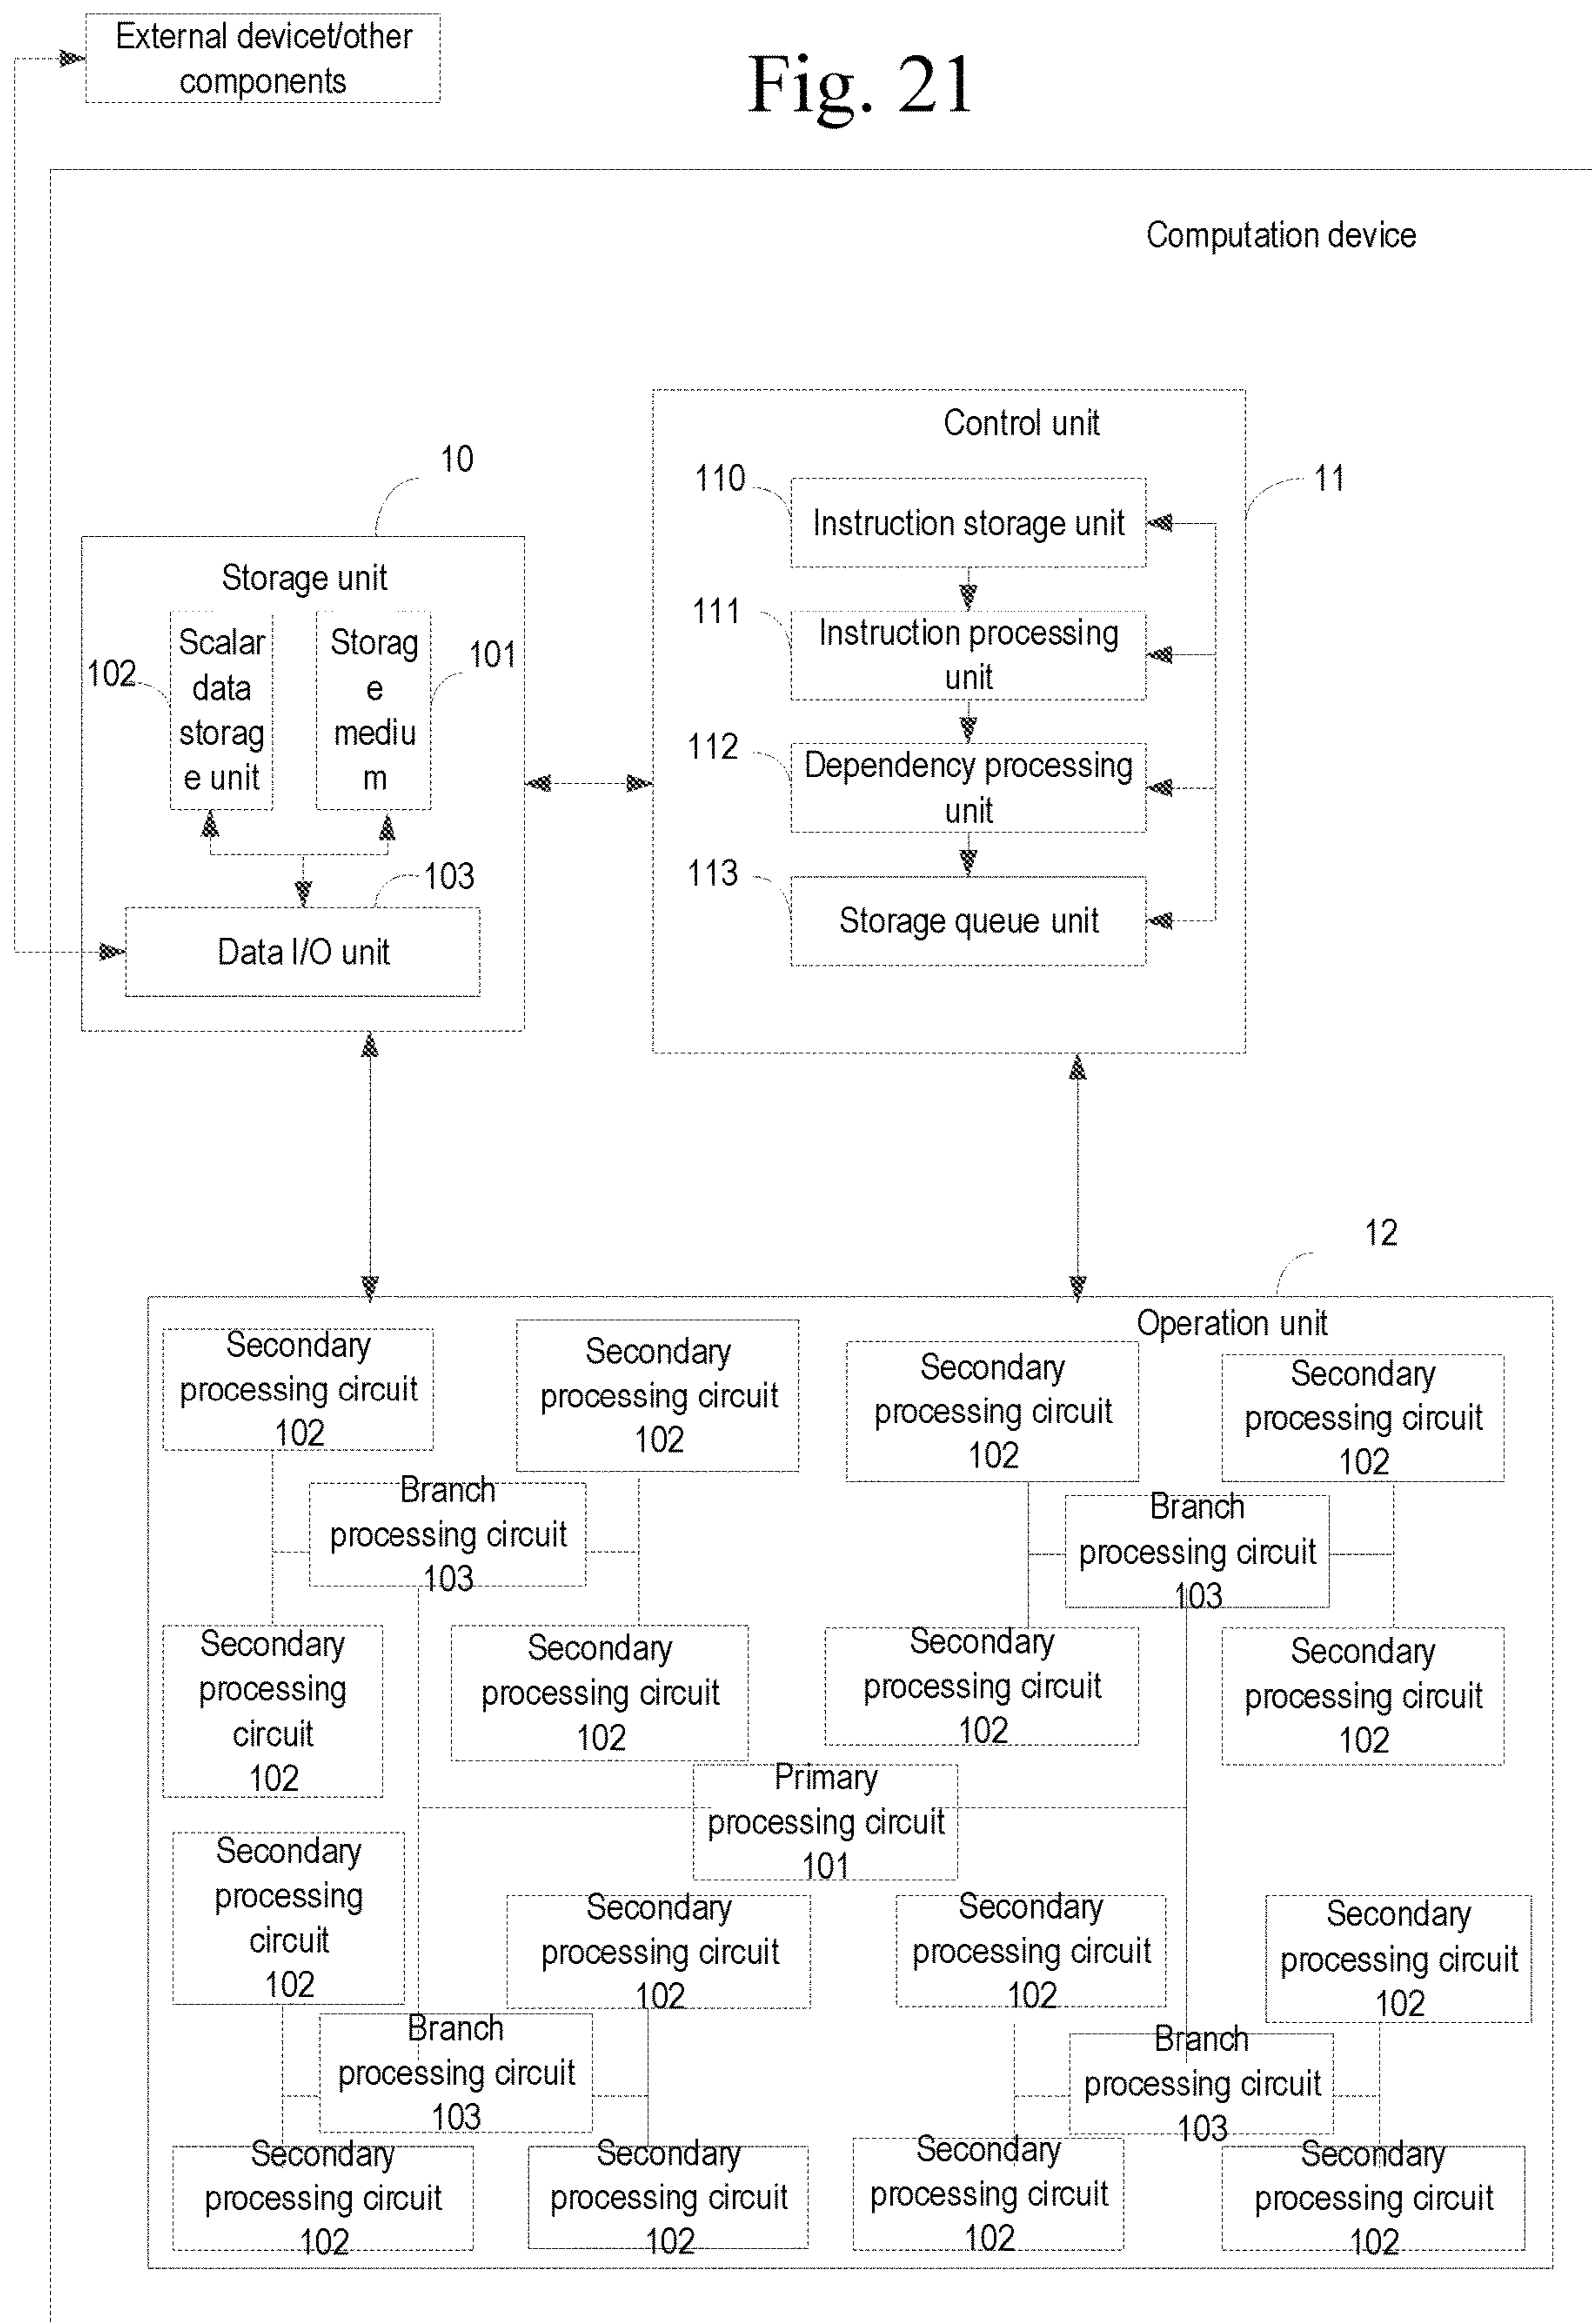 External devicet/other
components
Fig. 21
Computation device
Control unit
10
110
11
Instruction storage unit
Storage unit
111
Scalar
data
storag
e unit
Storag
e
mediu
m
102
101
Instruction processing
unit
112
Dependency processing
unit
103
113
Storage queue unit
Data I/O unit
12
Operation unit
Secondary
processing circuit
102
Secondary
processing circuit
102
Secondary
processing circuit
102
Secondary
processing circuit
102
Branch
processing circuit
103
Branch
processing circuit
103
Secondary
processing
circuit
102
Secondary
processing circuit
102
Secondary
processing circuit
102
Secondary
processing circuit
102
Primary
processing circuit
101
Secondary
processing
circuit
102
Secondary
processing circuit
102
Secondary
processing circuit
102
Secondary
processing circuit
102
Branch
processing circuit
103
Branch
processing circuit
103
Secondary
processing circuit
102
Secondary
processing circuit
102
Secondary
processing circuit
102
Secondary
processing circuit
102